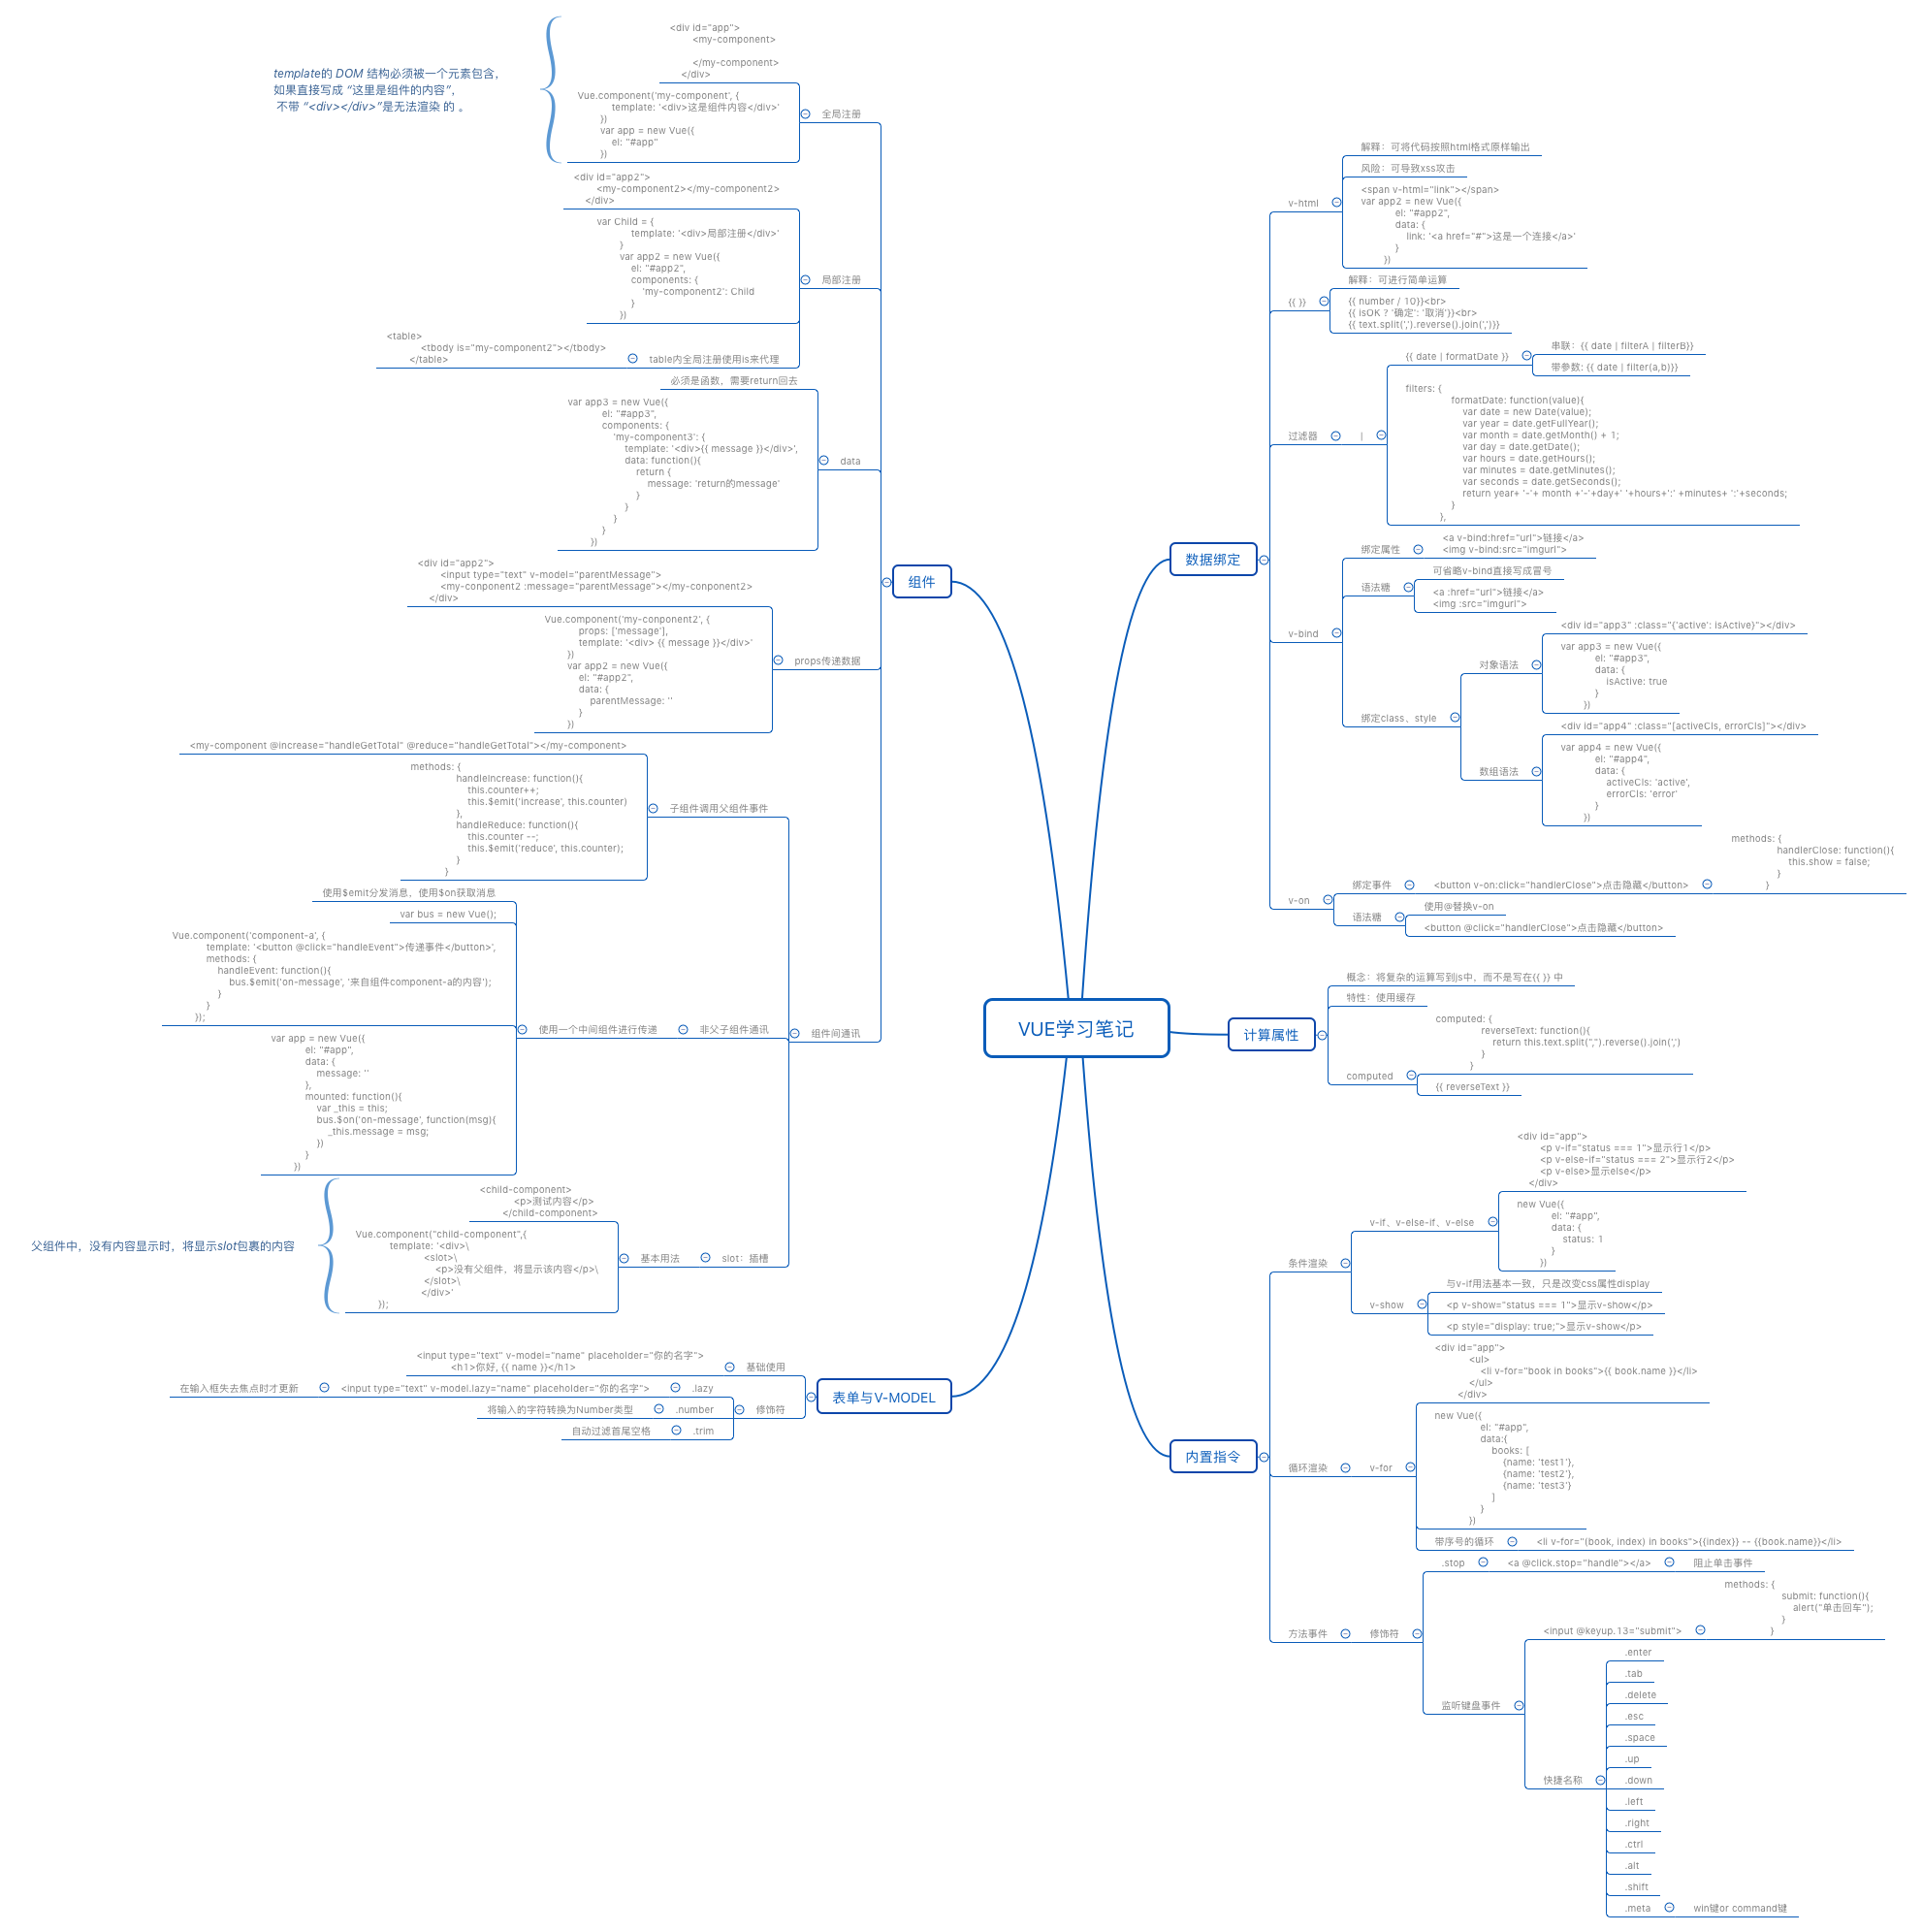 VUE学习笔记
数据绑定
v-html
解释：可将代码按照html格式原样输出
风险：可导致xss攻击
<span v-html="link"></span>
var app2 = new Vue({
el: "#app2",
data: {
link: '<a href="#">这是一个连接</a>'
}
})
{{ }}
解释：可进行简单运算
{{ number / 10}}<br>
{{ isOK ? '确定': '取消'}}<br>
{{ text.split(',').reverse().join(',')}}
过滤器
|
{{ date | formatDate }}
串联：{{ date | filterA | filterB}}
带参数: {{ date | filter(a,b)}}
filters: {
formatDate: function(value){
var date = new Date(value);
var year = date.getFullYear();
var month = date.getMonth() + 1;
var day = date.getDate();
var hours = date.getHours();
var minutes = date.getMinutes();
var seconds = date.getSeconds();
return year+ '-'+ month +'-'+day+' '+hours+':' +minutes+ ':'+seconds;
}
},
v-bind
绑定属性
<a v-bind:href="url">链接</a>
<img v-bind:src="imgurl">
语法糖
可省略v-bind直接写成冒号
<a :href="url">链接</a>
<img :src="imgurl">
绑定class、style
对象语法
<div id="app3" :class="{'active': isActive}"></div>
var app3 = new Vue({
el: "#app3",
data: {
isActive: true
}
})
数组语法
<div id="app4" :class="[activeCls, errorCls]"></div>
var app4 = new Vue({
el: "#app4",
data: {
activeCls: 'active',
errorCls: 'error'
}
})
v-on
绑定事件
<button v-on:click="handlerClose">点击隐藏</button>
methods: {
handlerClose: function(){
this.show = false;
}
}
语法糖
使用@替换v-on
<button @click="handlerClose">点击隐藏</button>
计算属性
概念：将复杂的运算写到js中，而不是写在{{ }} 中
特性：使用缓存
computed
computed: {
reverseText: function(){
return this.text.split(",").reverse().join(',')
}
}
{{ reverseText }}
内置指令
条件渲染
v-if、v-else-if、v-else
<div id="app">
<p v-if="status === 1">显示行1</p>
<p v-else-if="status === 2">显示行2</p>
<p v-else>显示else</p>
</div>
new Vue({
el: "#app",
data: {
status: 1
}
})
v-show
与v-if用法基本一致，只是改变css属性display
<p v-show="status === 1">显示v-show</p>
<p style="display: true;">显示v-show</p>
循环渲染
v-for
<div id="app">
<ul>
<li v-for="book in books">{{ book.name }}</li>
</ul>
</div>
new Vue({
el: "#app",
data:{
books: [
{name: 'test1'},
{name: 'test2'},
{name: 'test3'}
]
}
})
带序号的循环
<li v-for="(book, index) in books">{{index}} -- {{book.name}}</li>
方法事件
修饰符
.stop
<a @click.stop="handle"></a>
阻止单击事件
监听键盘事件
<input @keyup.13="submit">
methods: {
submit: function(){
alert("单击回车");
}
}
快捷名称
.enter
.tab
.delete
.esc
.space
.up
.down
.left
.right
.ctrl
.alt
.shift
.meta
win键or command键
组件
全局注册
<div id="app">
<my-component>
</my-component>
</div>
Vue.component('my-component', {
template: '<div>这是组件内容</div>'
})
var app = new Vue({
el: "#app"
})
template的 DOM 结构必须被一个元素包含，
如果直接写成 “这里是组件的内容”，
不带 “<div></div>”是无法渲染 的 。
局部注册
<div id="app2">
<my-component2></my-component2>
</div>
var Child = {
template: '<div>局部注册</div>'
}
var app2 = new Vue({
el: "#app2",
components: {
'my-component2': Child
}
})
table内全局注册使用is来代理
<table>
<tbody is="my-component2"></tbody>
</table>
data
必须是函数，需要return回去
var app3 = new Vue({
el: "#app3",
components: {
'my-component3': {
template: '<div>{{ message }}</div>',
data: function(){
return {
message: 'return的message'
}
}
}
}
})
props传递数据
<div id="app2">
<input type="text" v-model="parentMessage">
<my-conponent2 :message="parentMessage"></my-conponent2>
</div>
Vue.component('my-conponent2', {
props: ['message'],
template: '<div> {{ message }}</div>'
})
var app2 = new Vue({
el: "#app2",
data: {
parentMessage: ''
}
})
组件间通讯
子组件调用父组件事件
<my-component @increase="handleGetTotal" @reduce="handleGetTotal"></my-component>
methods: {
handleIncrease: function(){
this.counter++;
this.$emit('increase', this.counter)
},
handleReduce: function(){
this.counter --;
this.$emit('reduce', this.counter);
}
}
非父子组件通讯
使用一个中间组件进行传递
使用$emit分发消息，使用$on获取消息
var bus = new Vue();
Vue.component('component-a', {
template: '<button @click="handleEvent">传递事件</button>',
methods: {
handleEvent: function(){
bus.$emit('on-message', '来自组件component-a的内容');
}
}
});
var app = new Vue({
el: "#app",
data: {
message: ''
},
mounted: function(){
var _this = this;
bus.$on('on-message', function(msg){
_this.message = msg;
})
}
})
slot：插槽
基本用法
<child-component>
<p>测试内容</p>
</child-component>
Vue.component("child-component",{
template: '<div>\
<slot>\
<p>没有父组件，将显示该内容</p>\
</slot>\
</div>'
});
父组件中，没有内容显示时，将显示slot包裹的内容
表单与V-MODEL
基础使用
<input type="text" v-model="name" placeholder="你的名字">
<h1>你好, {{ name }}</h1>
修饰符
.lazy
<input type="text" v-model.lazy="name" placeholder="你的名字">
在输入框失去焦点时才更新
.number
将输入的字符转换为Number类型
.trim
自动过滤首尾空格